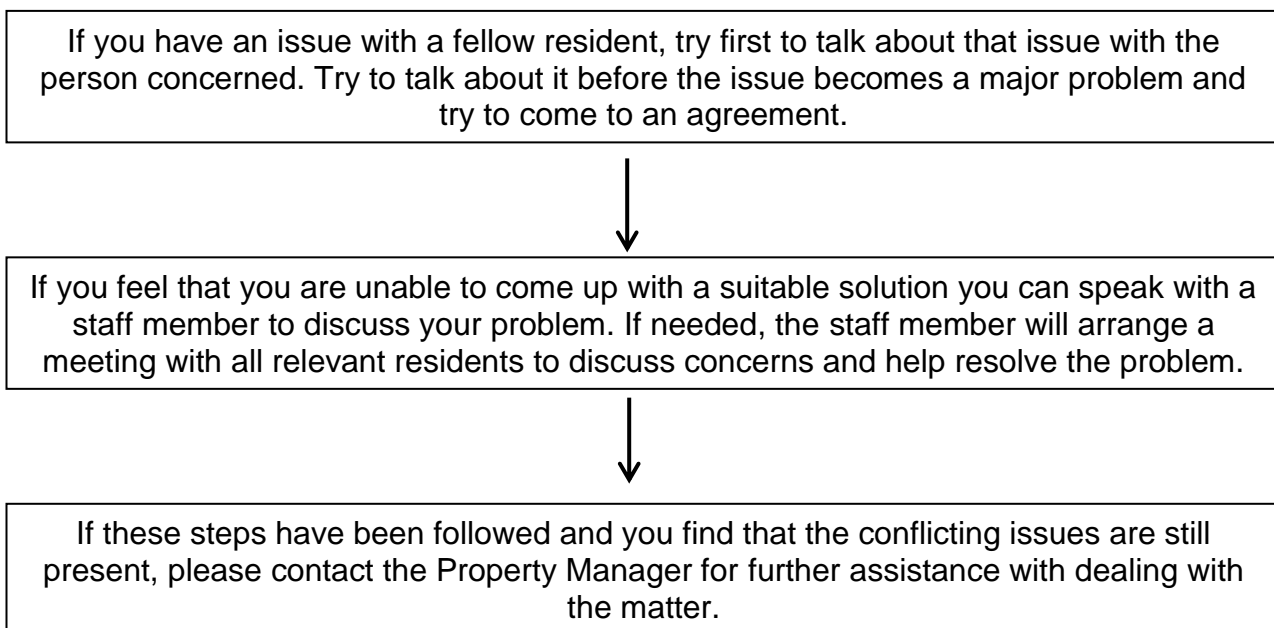 If you have an issue with a fellow resident, try first to talk about that issue with the
person concerned. Try to talk about it before the issue becomes a major problem and
try to come to an agreement.
If you feel that you are unable to come up with a suitable solution you can speak with a
staff member to discuss your problem. If needed, the staff member will arrange a
meeting with all relevant residents to discuss concerns and help resolve the problem.
If these steps have been followed and you find that the conflicting issues are still
present, please contact the Property Manager for further assistance with dealing with
the matter.